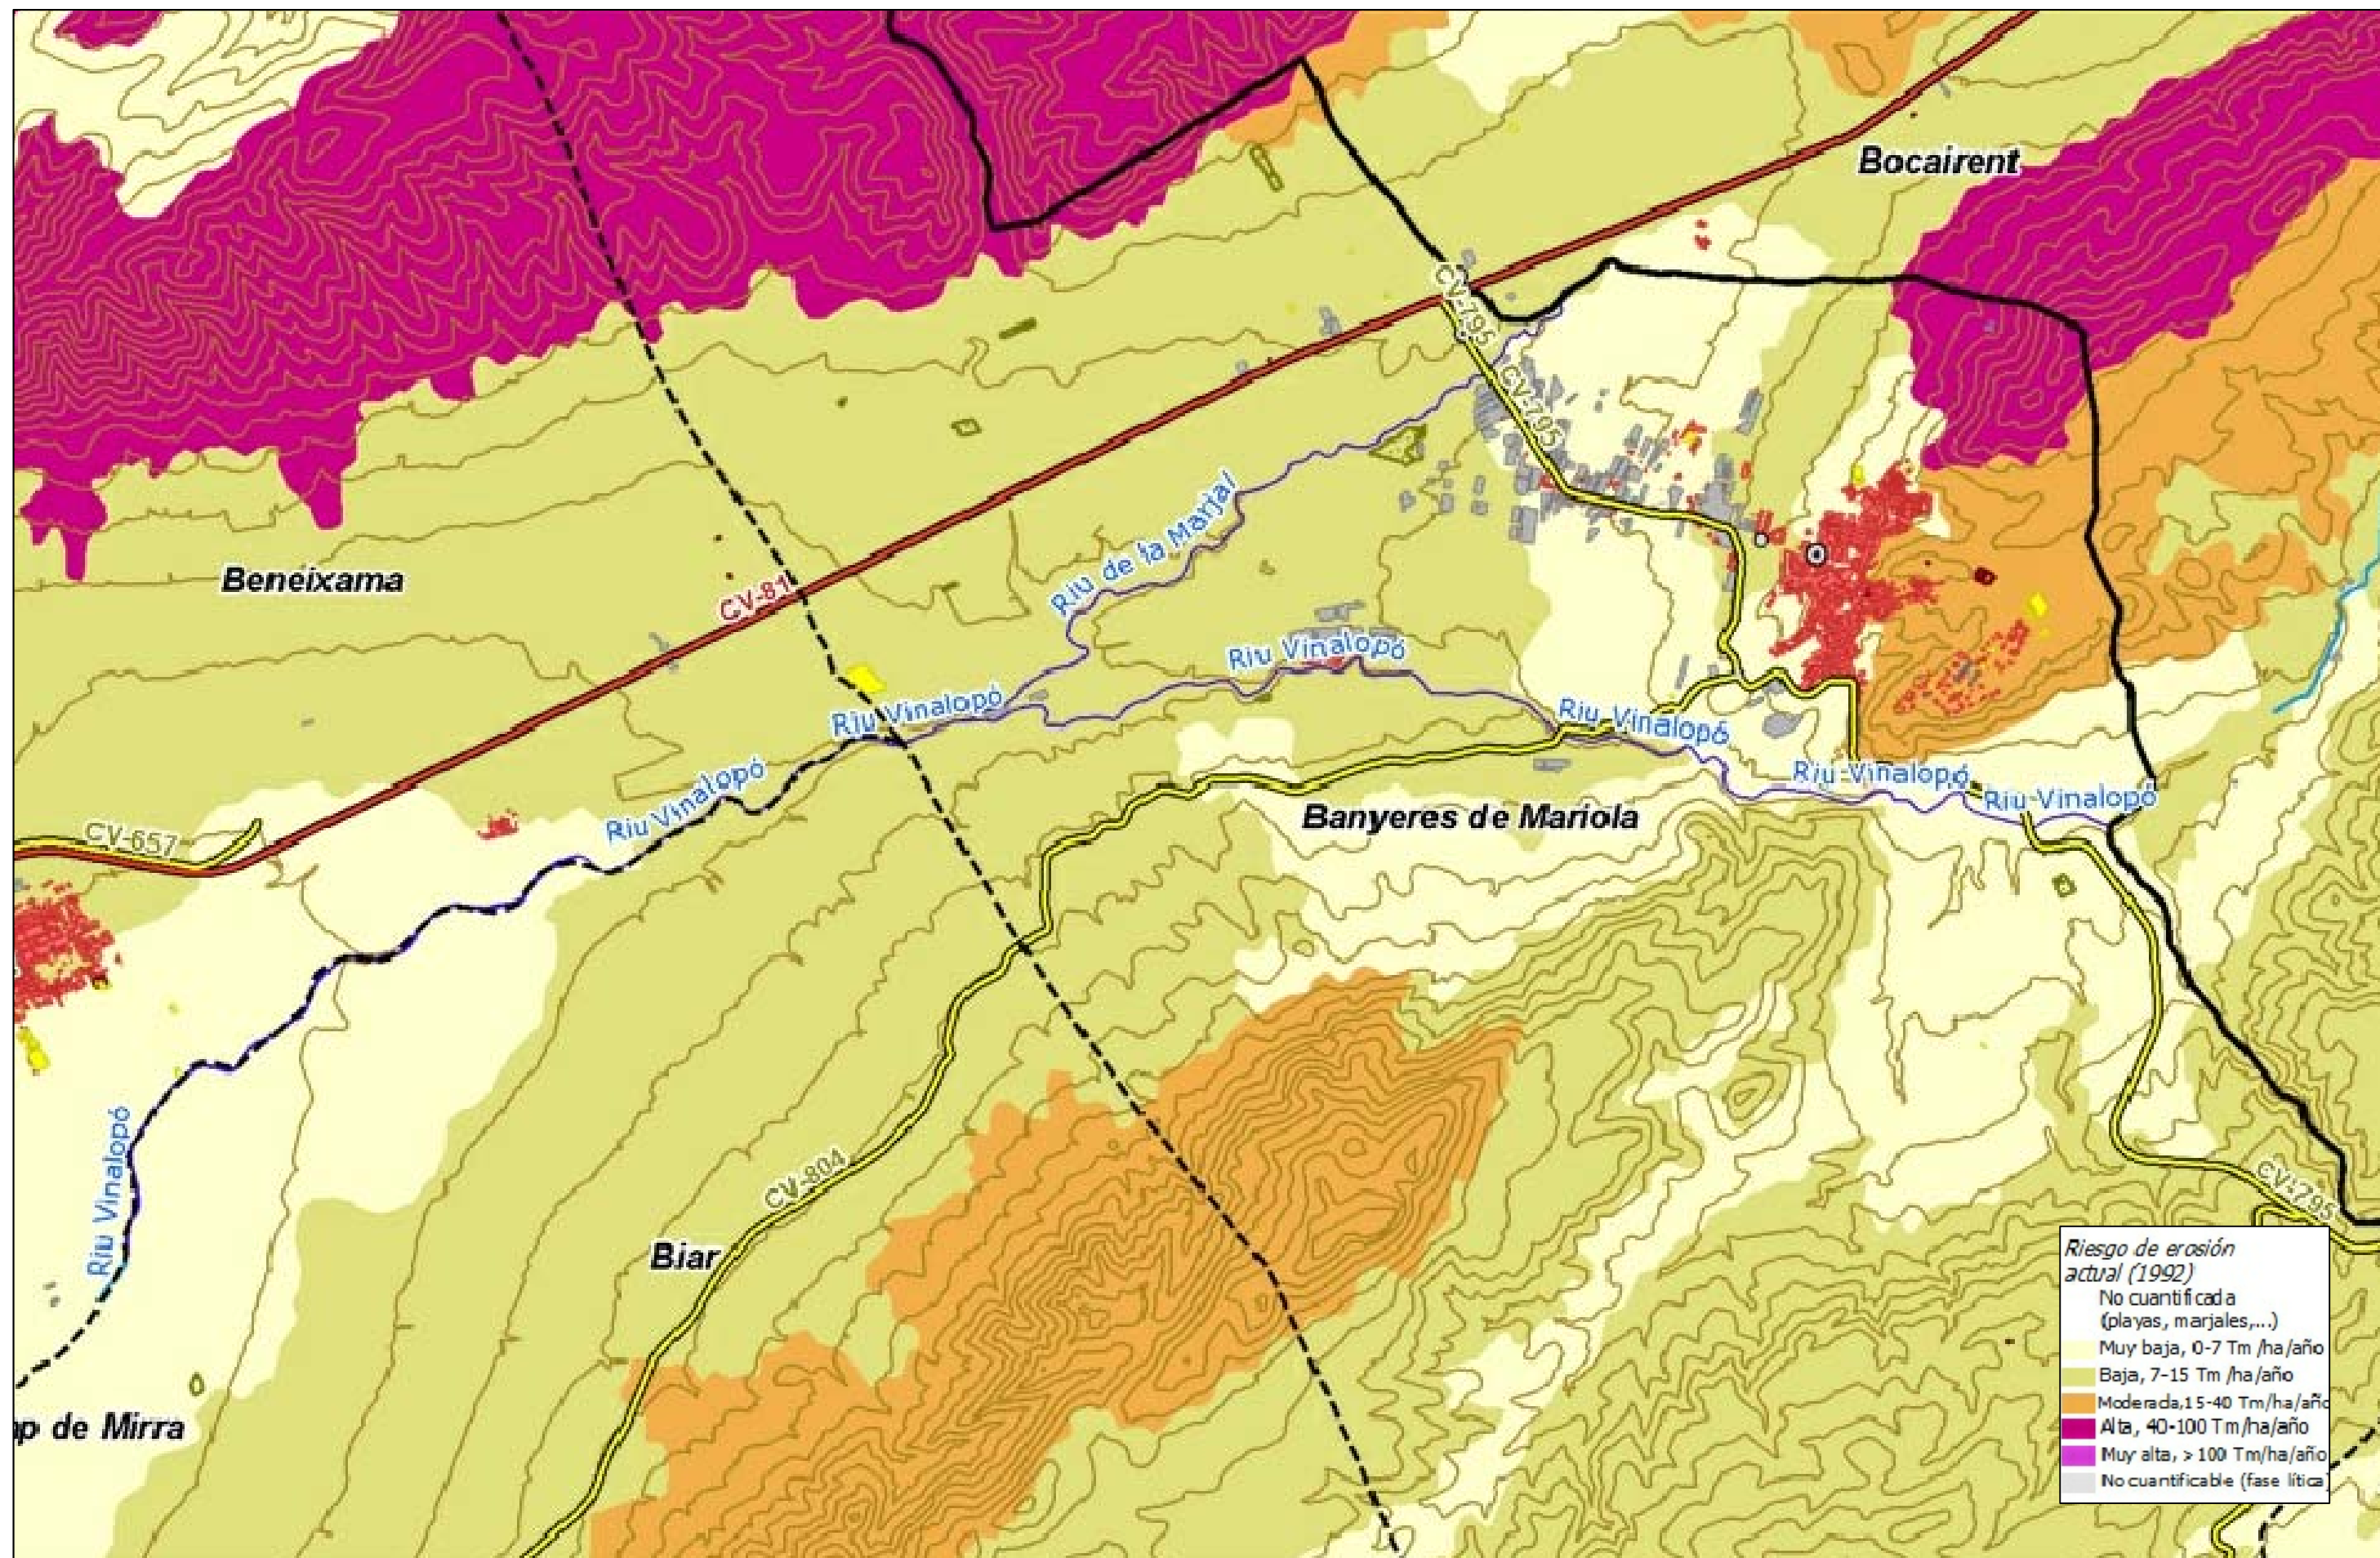 Bocairent
CV-795
CV-795
Riu de la Marjal
Beneixama
CV-81
Riu Vinalopó
Riu Vinalopó
Riu Vinalopó
Riu Vinalopó
Riu Vinalopó
Riu Vinalopó
Banyeres de Mariola
CV-657
Riu Vinalopó
CV-804
CV-795
Biar
p de Mirra
Riesgo de erosión
actual (1992)
No cuantificada
(playas, marjales,...)
Muy baja, 0-7 Tm/ha/año
Baja, 7-15 Tm/ha/año
Moderada,15-40 Tm/ha/año
Alta, 40-100 Tm/ha/año
Muy alta, > 100 Tm/ha/año
No cuantificable (fase lítica